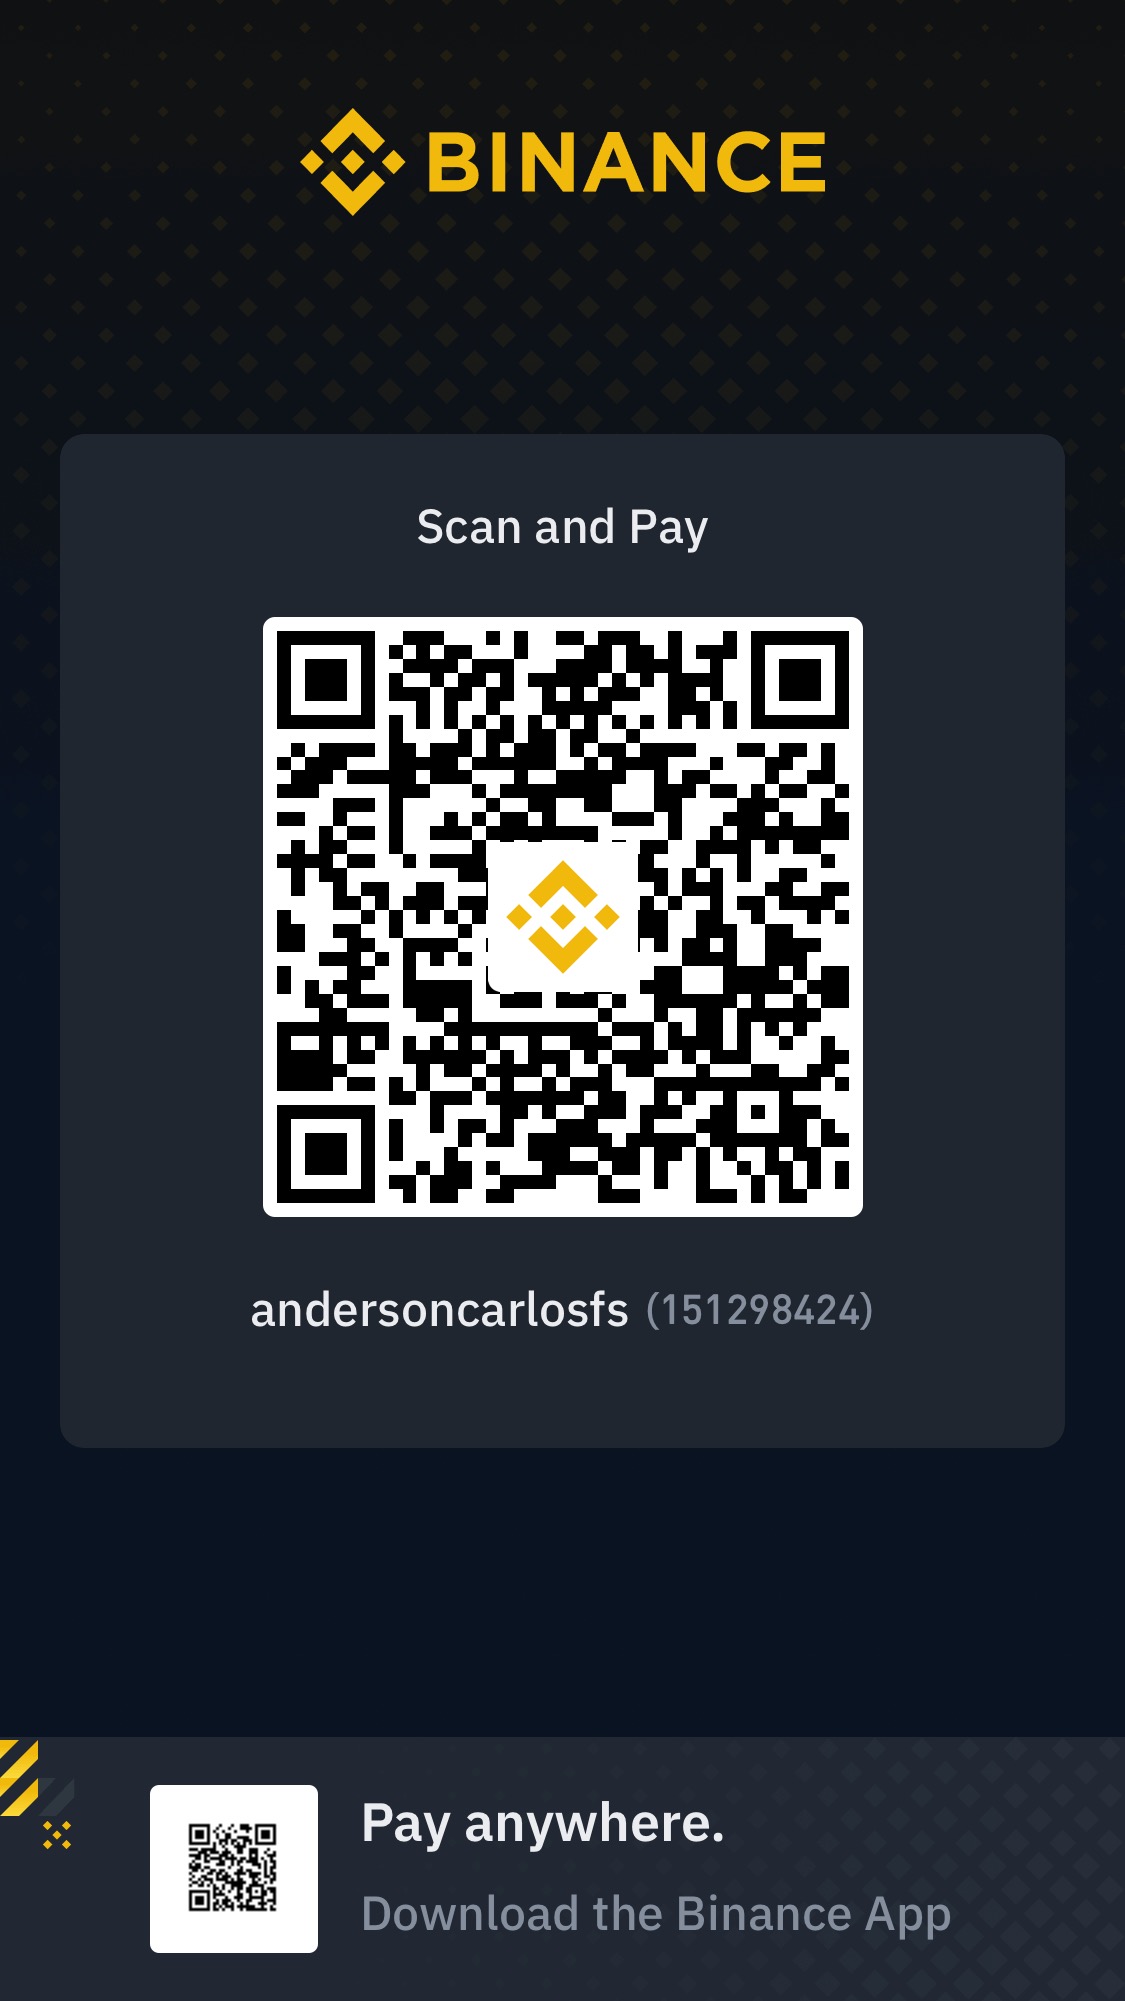 BINANCE
Scan and Pay
andersoncarlosfs (151298424)
Pay anywhere.
Download the Binance App